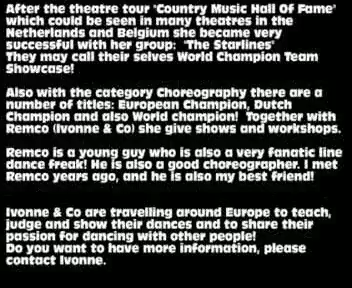 After the theatre tour "Country Music Hall Of Fame"
which could be seen in many theatres in the
Netherlands and Belgium she became very
successful with her group:  "The Starlines"
They may call their selves World Champion Team
Showcase!
Also with the category Choreography there are a
number of titles: European Champion, Dutch
Champion and also World champion!  Together with
Remco (Ivonne & Co) she give shows and workshops.
Remco is a young guy who is also a very fanatic line
dance freak! He is also a good choreographer. I met
Remco years ago, and he is also my best friend!
Ivonne & Co are travelling around Europe to teach,
judge and show their dances and to share their
passion for dancing with other people!
Do you want to have more information, please
contact Ivonne.